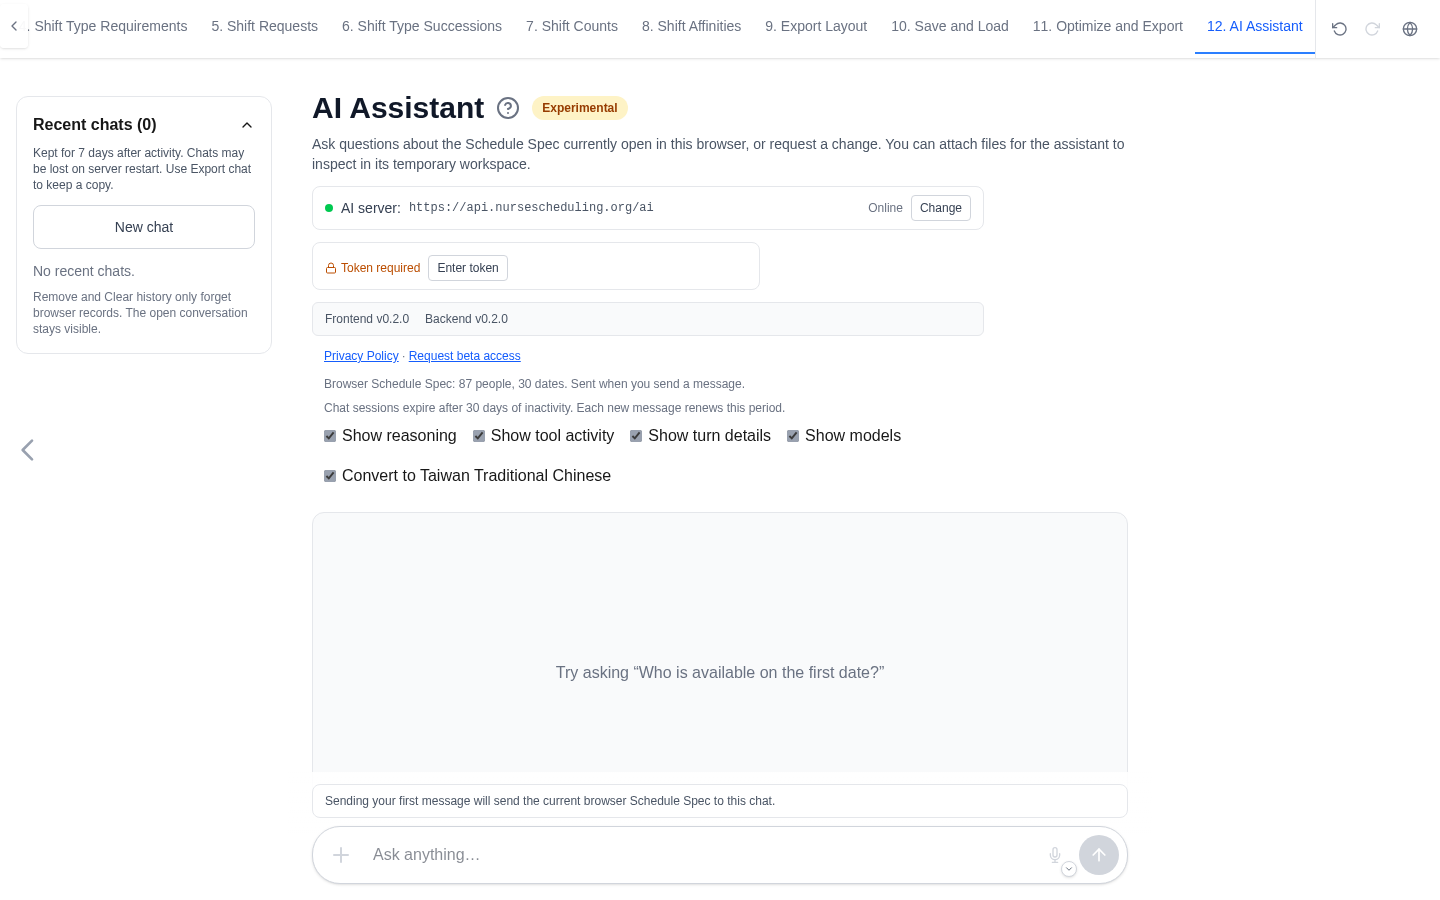 . Shift Type Requirements
5. Shift Requests
6. Shift Type Successions
7. Shift Counts
8. Shift Affinities
9. Export Layout
10. Save and Load
11. Optimize and Export
12. AI Assistant
Recent chats (0)
Kept for 7 days after activity. Chats may
be lost on server restart. Use Export chat
to keep a copy.
New chat
No recent chats.
Remove and Clear history only forget
browser records. The open conversation
stays visible.
AI Assistant
Experimental
Ask questions about the Schedule Spec currently open in this browser, or request a change. You can attach files for the assistant to
inspect in its temporary workspace.
AI server: https://api.nursescheduling.org/ai Online Change
Token required Enter token
Frontend v0.2.0 Backend v0.2.0
Privacy Policy · Request beta access
Browser Schedule Spec: 87 people, 30 dates. Sent when you send a message.
Chat sessions expire after 30 days of inactivity. Each new message renews this period.
Show reasoning Show tool activity Show turn details Show models
Convert to Taiwan Traditional Chinese
Try asking “Who is available on the first date?”
Sending your first message will send the current browser Schedule Spec to this chat.
Ask anything…